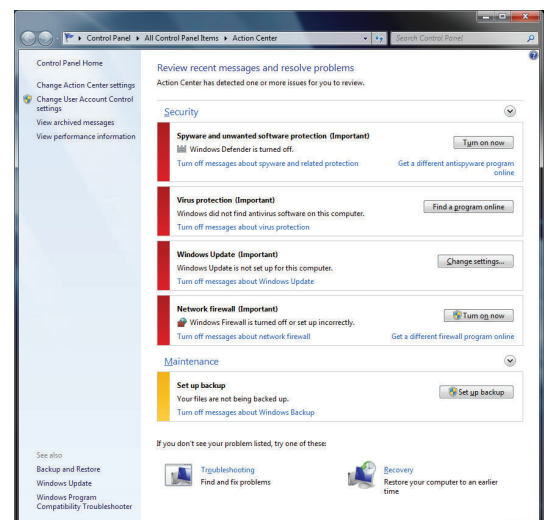 Control Panel ▸ All Control Panel Items ▸ Action Center
Search Control Panel
Control Panel Home
Change Action Center settings
Change User Account Control
settings
View archived messages
View performance information
Review recent messages and resolve problems
Action Center has detected one or more issues for you to review.
Security
Spyware and unwanted software protection (Important)
Windows Defender is turned off.
Turn on now
Turn off messages about spyware and related protection
Get a different antispyware program
online
Virus protection (Important)
Windows did not find antivirus software on this computer.
Find a program online
Turn off messages about virus protection
Windows Update (Important)
Windows Update is not set up for this computer.
Change settings...
Turn off messages about Windows Update
Network firewall (Important)
Windows Firewall is turned off or set up incorrectly.
Turn on now
Turn off messages about network firewall
Get a different firewall program online
Maintenance
Set up backup
Your files are not being backed up.
Set up backup
Turn off messages about Windows Backup
If you don't see your problem listed, try one of these:
Troubleshooting
Find and fix problems
Recovery
Restore your computer to an earlier
time
See also
Backup and Restore
Windows Update
Windows Program
Compatibility Troubleshooter